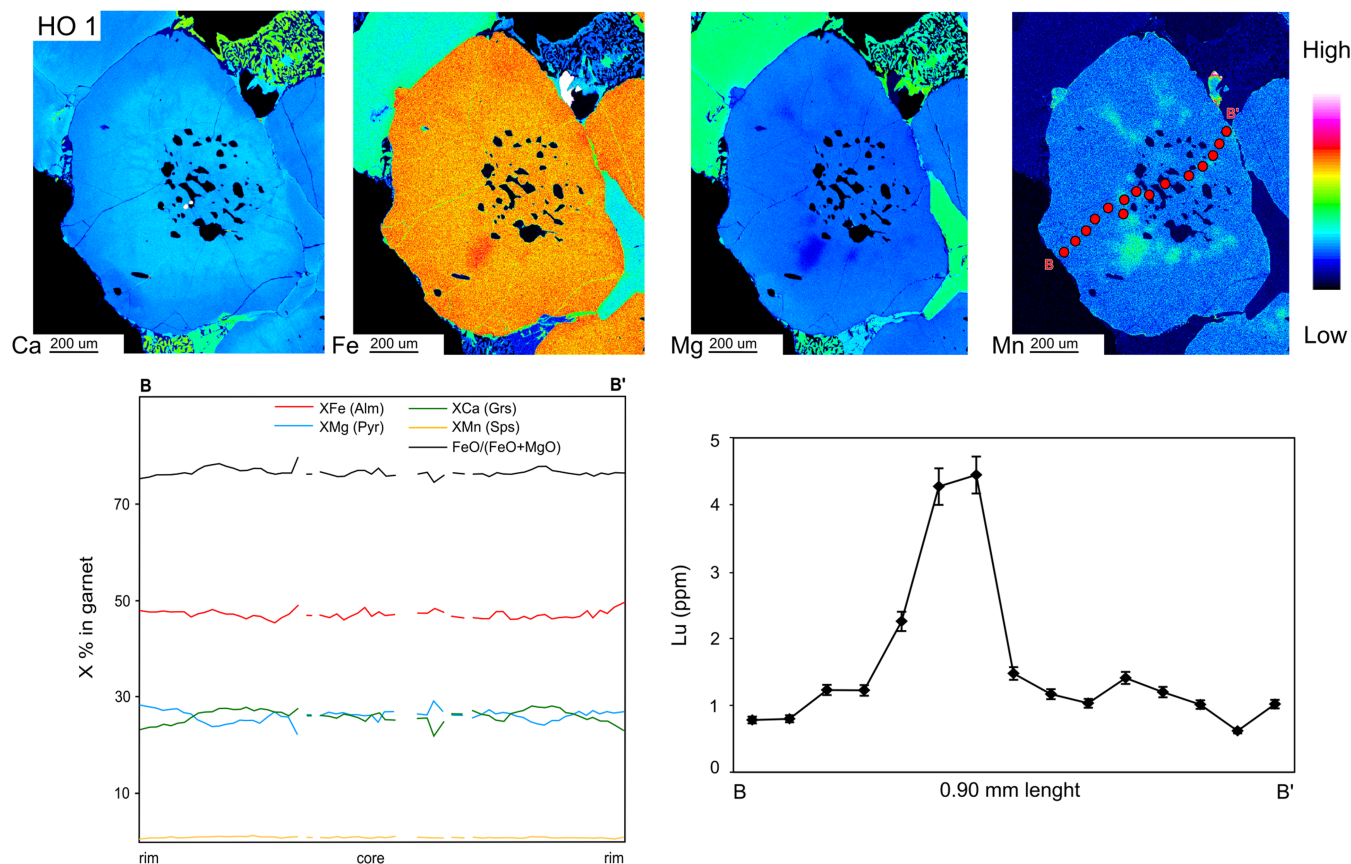 HO 1
High
Low
B'
B
Ca 200 um
Fe 200 um
Mg 200 um
Mn 200 um
B B'
XFe (Alm) XCa (Grs)
XMg (Pyr) XMn (Sps)
FeO/(FeO+MgO)
70
50
30
10
X % in garnet
rim core rim
5
4
3
2
1
0
Lu (ppm)
B 0.90 mm lenght B'